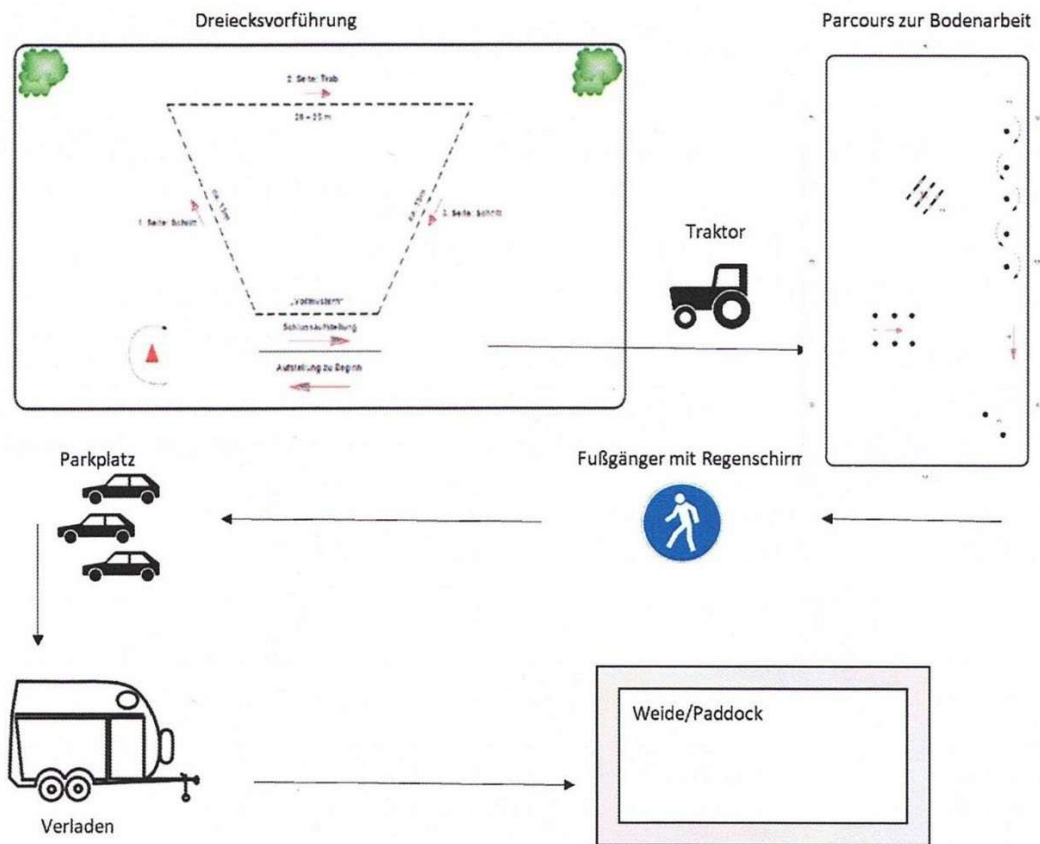 Dreiecksvorführung
Parcours zur Bodenarbeit
2. Seite: Trab
1. Seite: Schritt
3. Seite: Schritt
„Vormustern“
Schlussaufstellung
Aufstellung zu Beginn
Traktor
Parkplatz
Fußgänger mit Regenschirm
Verladen
Weide/Paddock